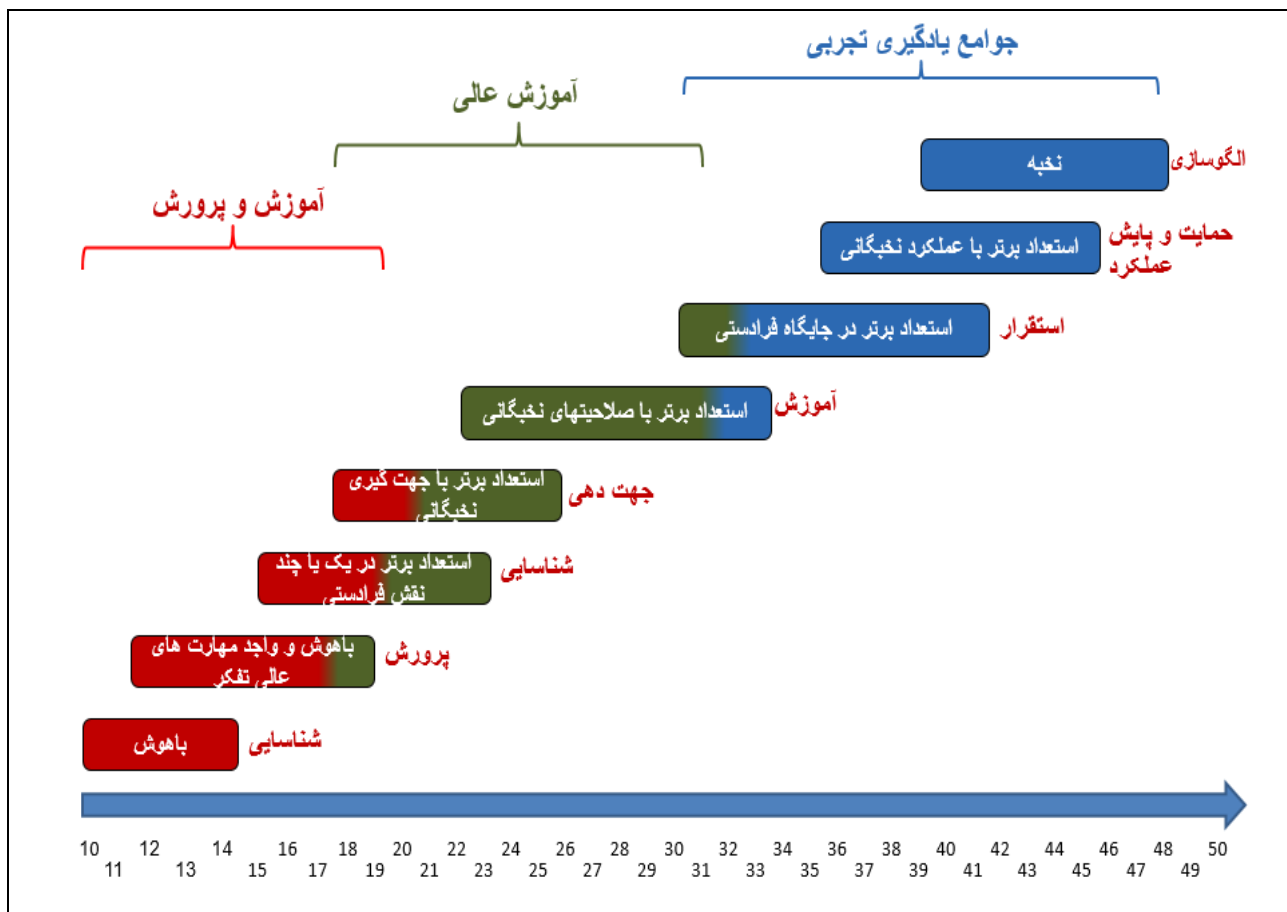 جوامع یادگیری تجربی
آموزش عالی
آموزش و پرورش
نخبه
الگوسازی
استعداد برتر با عملکرد نخبگانی
حمایت و پایش
عملکرد
استعداد برتر در جایگاه فرادستی
استقرار
استعداد برتر با صلاحیتهای نخبگانی
آموزش
استعداد برتر با جهت گیری
نخبگانی
جهت دهی
استعداد برتر در یک یا چند
نقش فرادستی
شناسایی
باهوش و واجد مهارت های
عالی تفکر
پرورش
باهوش
شناسایی
10 12 14 16 18 20 22 24 26 28 30 32 34 36 38 40 42 44 46 48 50
11 13 15 17 19 21 23 25 27 29 31 33 35 37 39 41 43 45 47 49